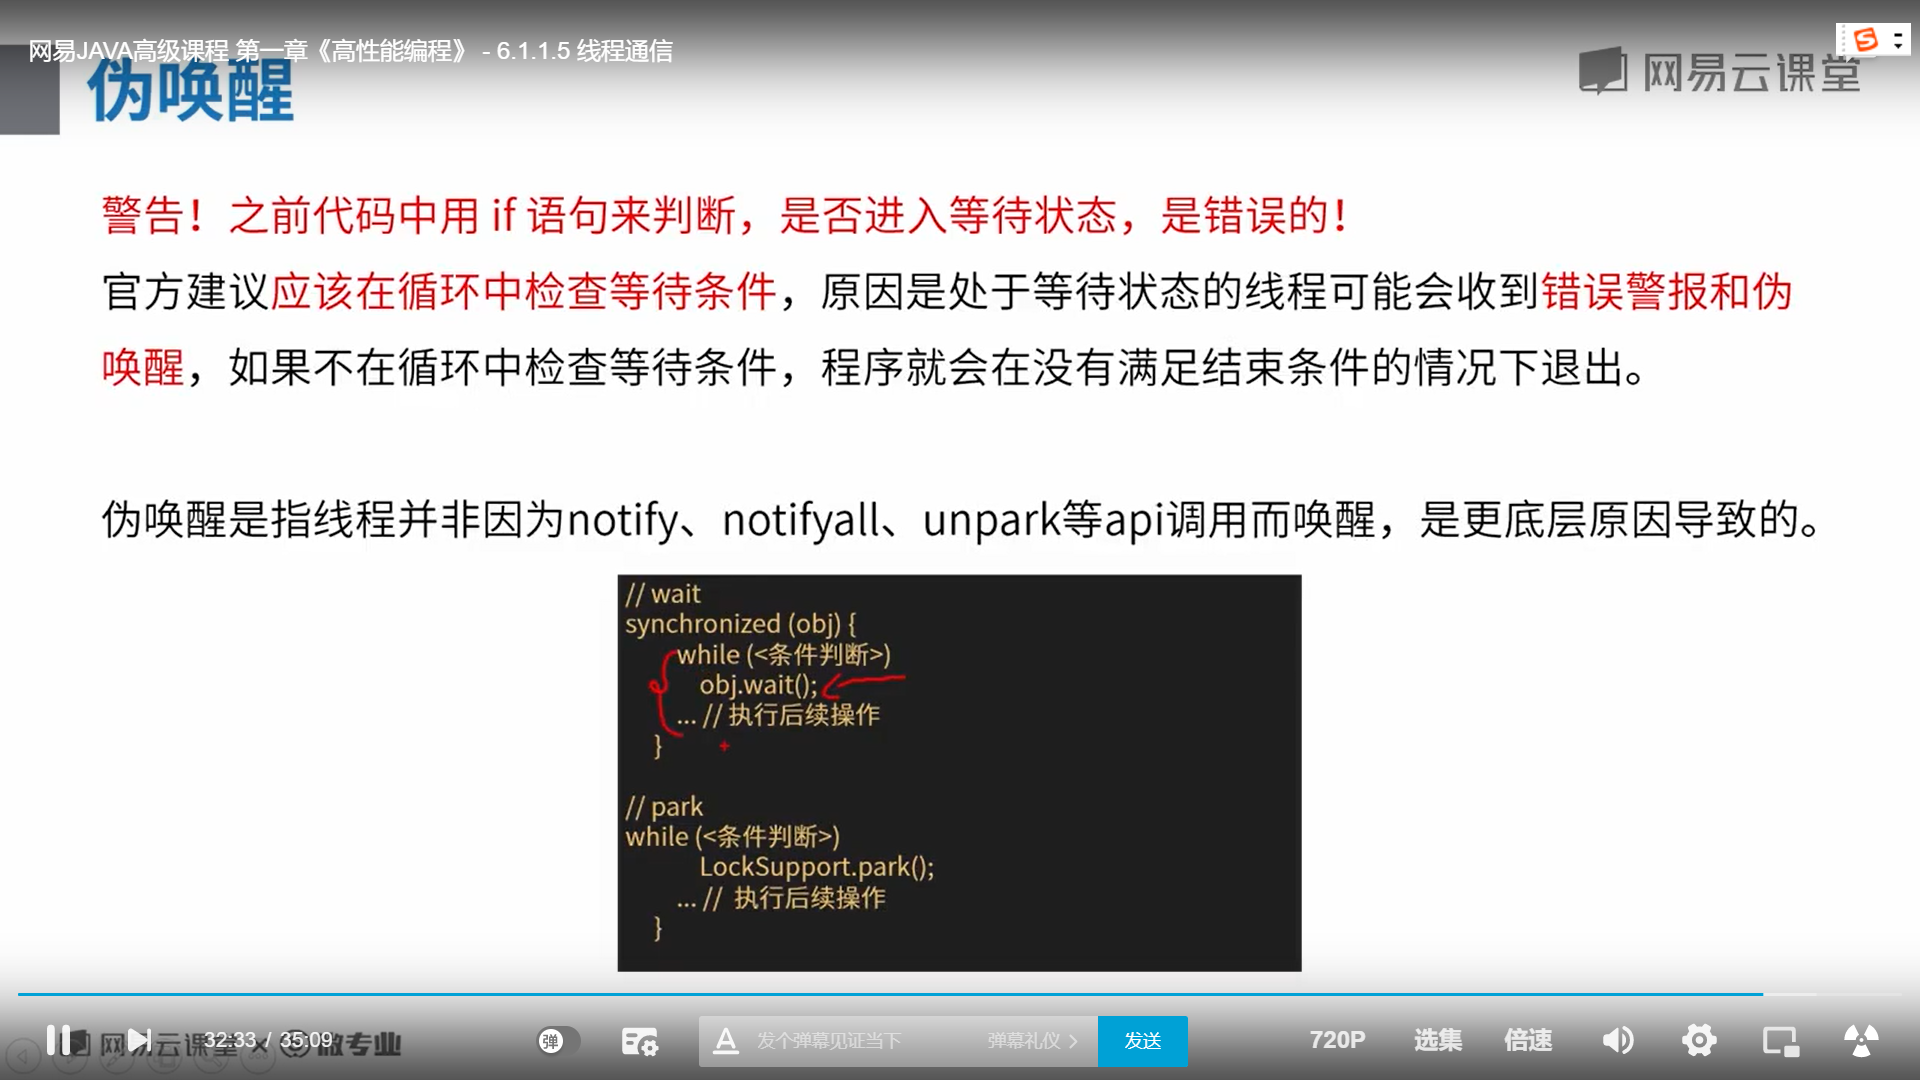 网易JAVA高级课程 第一章《高性能编程》 - 6.1.1.5 线程通信
伪唤醒
网易云课堂
警告！之前代码中用 if 语句来判断，是否进入等待状态，是错误的！
官方建议应该在循环中检查等待条件，原因是处于等待状态的线程可能会收到错误警报和伪
唤醒，如果不在循环中检查等待条件，程序就会在没有满足结束条件的情况下退出。
伪唤醒是指线程并非因为notify、notifyall、unpark等api调用而唤醒，是更底层原因导致的。
// wait
synchronized (obj) {
while (<条件判断>)
obj.wait();
... // 执行后续操作
}
// park
while (<条件判断>)
LockSupport.park();
... // 执行后续操作
}
网易云课堂 × 微专业
32:33 / 35:09
弹
发个弹幕见证当下
弹幕礼仪 >
发送
720P
选集
倍速